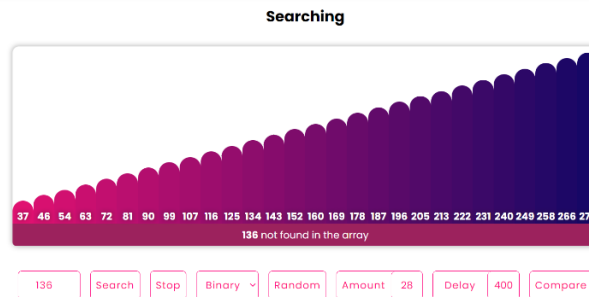 Searching
37 46 54 63 72 81 90 99 107 116 125 134 143 152 160 169 178 187 196 205 213 222 231 240 249 258 266
136 not found in the array
136 Search Stop Binary Random Amount 28 Delay 400 Compare